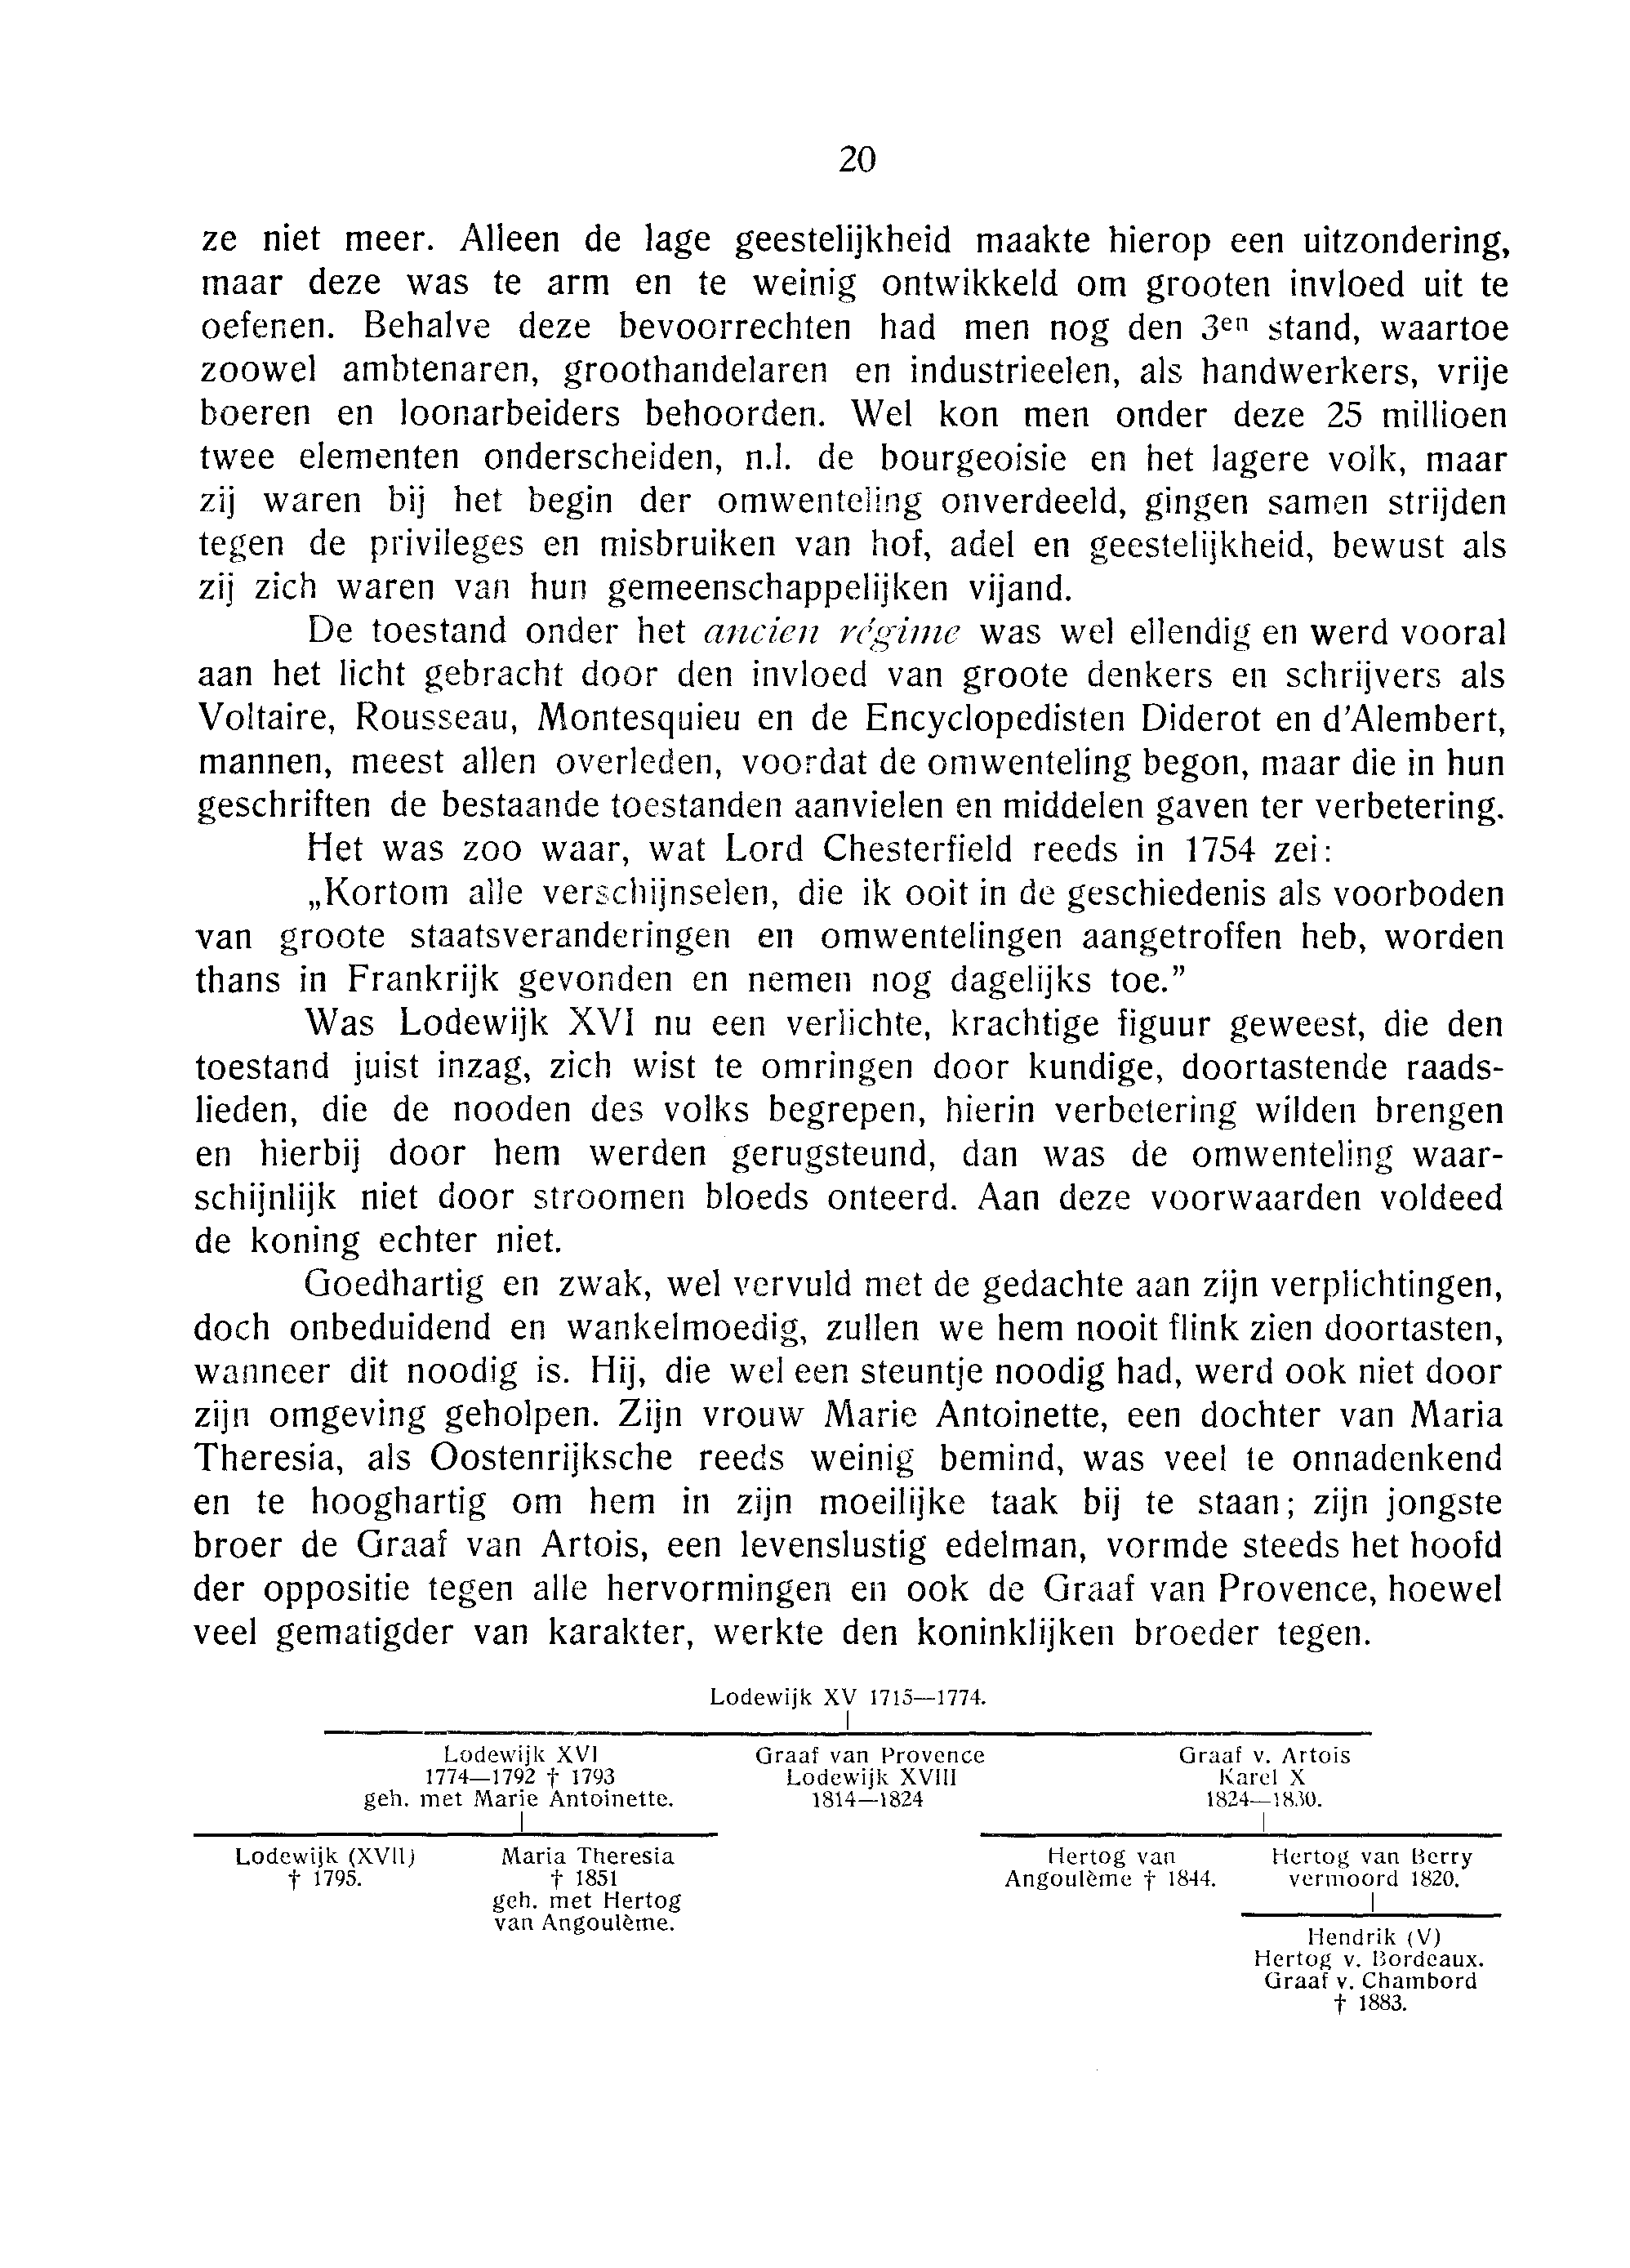 20
ze niet meer. Alleen de lage geestelijkheid maakte hierop een uitzondering,
maar deze was te arm en te weinig ontwikkeld om grooten invloed uit te
oefenen. Behalve deze bevoorrechten had men nog den 3en stand, waartoe
zoowel ambtenaren, groothandelaren en industrieelen, als handwerkers, vrije
boeren en loonarbeiders behoorden. Wel kon men onder deze 25 millioen
twee elementen onderscheiden, n.l. de bourgeoisie en het lagere volk, maar
zij waren bij het begin der omwenteling onverdeeld, gingen samen strijden
tegen de privileges en misbruiken van hof, adel en geestelijkheid, bewust als
zij zich waren van hun gemeenschappelijken vijand.
De toestand onder het ancien régime was wel ellendig en werd vooral
aan het licht gebracht door den invloed van groote denkers en schrijvers als
Voltaire, Rousseau, Montesquieu en de Encyclopedisten Diderot en d'Alembert,
mannen, meest allen overleden, voordat de omwenteling begon, maar die in hun
geschriften de bestaande toestanden aanvielen en middelen gaven ter verbetering.
Het was zoo waar, wat Lord Chesterfield reeds in 1754 zei:
„Kortom alle verschijnselen, die ik ooit in de geschiedenis als voorboden
van groote staatsveranderingen en omwentelingen aangetroffen heb, worden
thans in Frankrijk gevonden en nemen nog dagelijks toe.”
Was Lodewijk XVI nu een verlichte, krachtige figuur geweest, die den
toestand juist inzag, zich wist te omringen door kundige, doortastende raads-
lieden, die de nooden des volks begrepen, hierin verbetering wilden brengen
en hierbij door hem werden gerugsteund, dan was de omwenteling waar-
schijnlijk niet door stroomen bloeds onteerd. Aan deze voorwaarden voldeed
de koning echter niet.
Goedhartig en zwak, wel vervuld met de gedachte aan zijn verplichtingen,
doch onbeduidend en wankelmoedig, zullen we hem nooit flink zien doortasten,
wanneer dit noodig is. Hij, die wel een steuntje noodig had, werd ook niet door
zijn omgeving geholpen. Zijn vrouw Marie Antoinette, een dochter van Maria
Theresia, als Oostenrijksche reeds weinig bemind, was veel te onnadenkend
en te hooghartig om hem in zijn moeilijke taak bij te staan; zijn jongste
broer de Graaf van Artois, een levenslustig edelman, vormde steeds het hoofd
der oppositie tegen alle hervormingen en ook de Graaf van Provence, hoewel
veel gematigder van karakter, werkte den koninklijken broeder tegen.
Lodewijk XV 1715—1774.
Lodewijk XVI Graaf van Provence Graaf v. Artois
1774—1792 † 1793 Lodewijk XVIII Karel X
geh. met Marie Antoinette. 1814—1824 1824—1830.
Lodewijk (XVII) Maria Theresia Hertog van Hertog van Berry
† 1795. † 1851 Angoulème † 1844. vermoord 1820.
geh. met Hertog
van Angoulème.
Hendrik (V)
Hertog v. Bordeaux.
Graaf v. Chambord
† 1883.